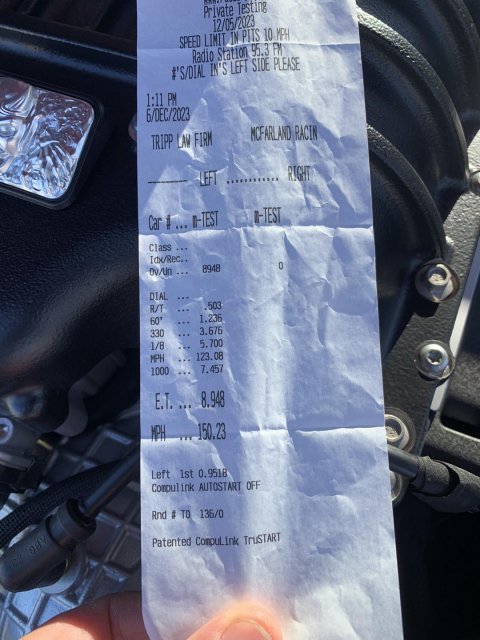 Private Testing
12/05/2023
SPEED LIMIT IN PITS 10 MPH
Radio Station 95.3 FM
#'S/DIAL IN'S LEFT SIDE PLEASE
1:11 PM
6/DEC/2023
TRIPP LAW FIRM MCFARLAND RACIN
---------- LEFT ............ RIGHT
Car # ... m-TEST m-TEST
Class ...
Idx/Rec..
Ov/Un ... 8948 0
DIAL ...
R/T ... .503
60' ... 1.236
330 ... 3.676
1/8 ... 5.700
MPH ... 123.08
1000 ... 7.457
E.T. ... 8.948
MPH ... 150.23
Left 1st 0.9518
Compulink AUTOSTART OFF
Rnd # TO 136/0
Patented CompuLink TruSTART